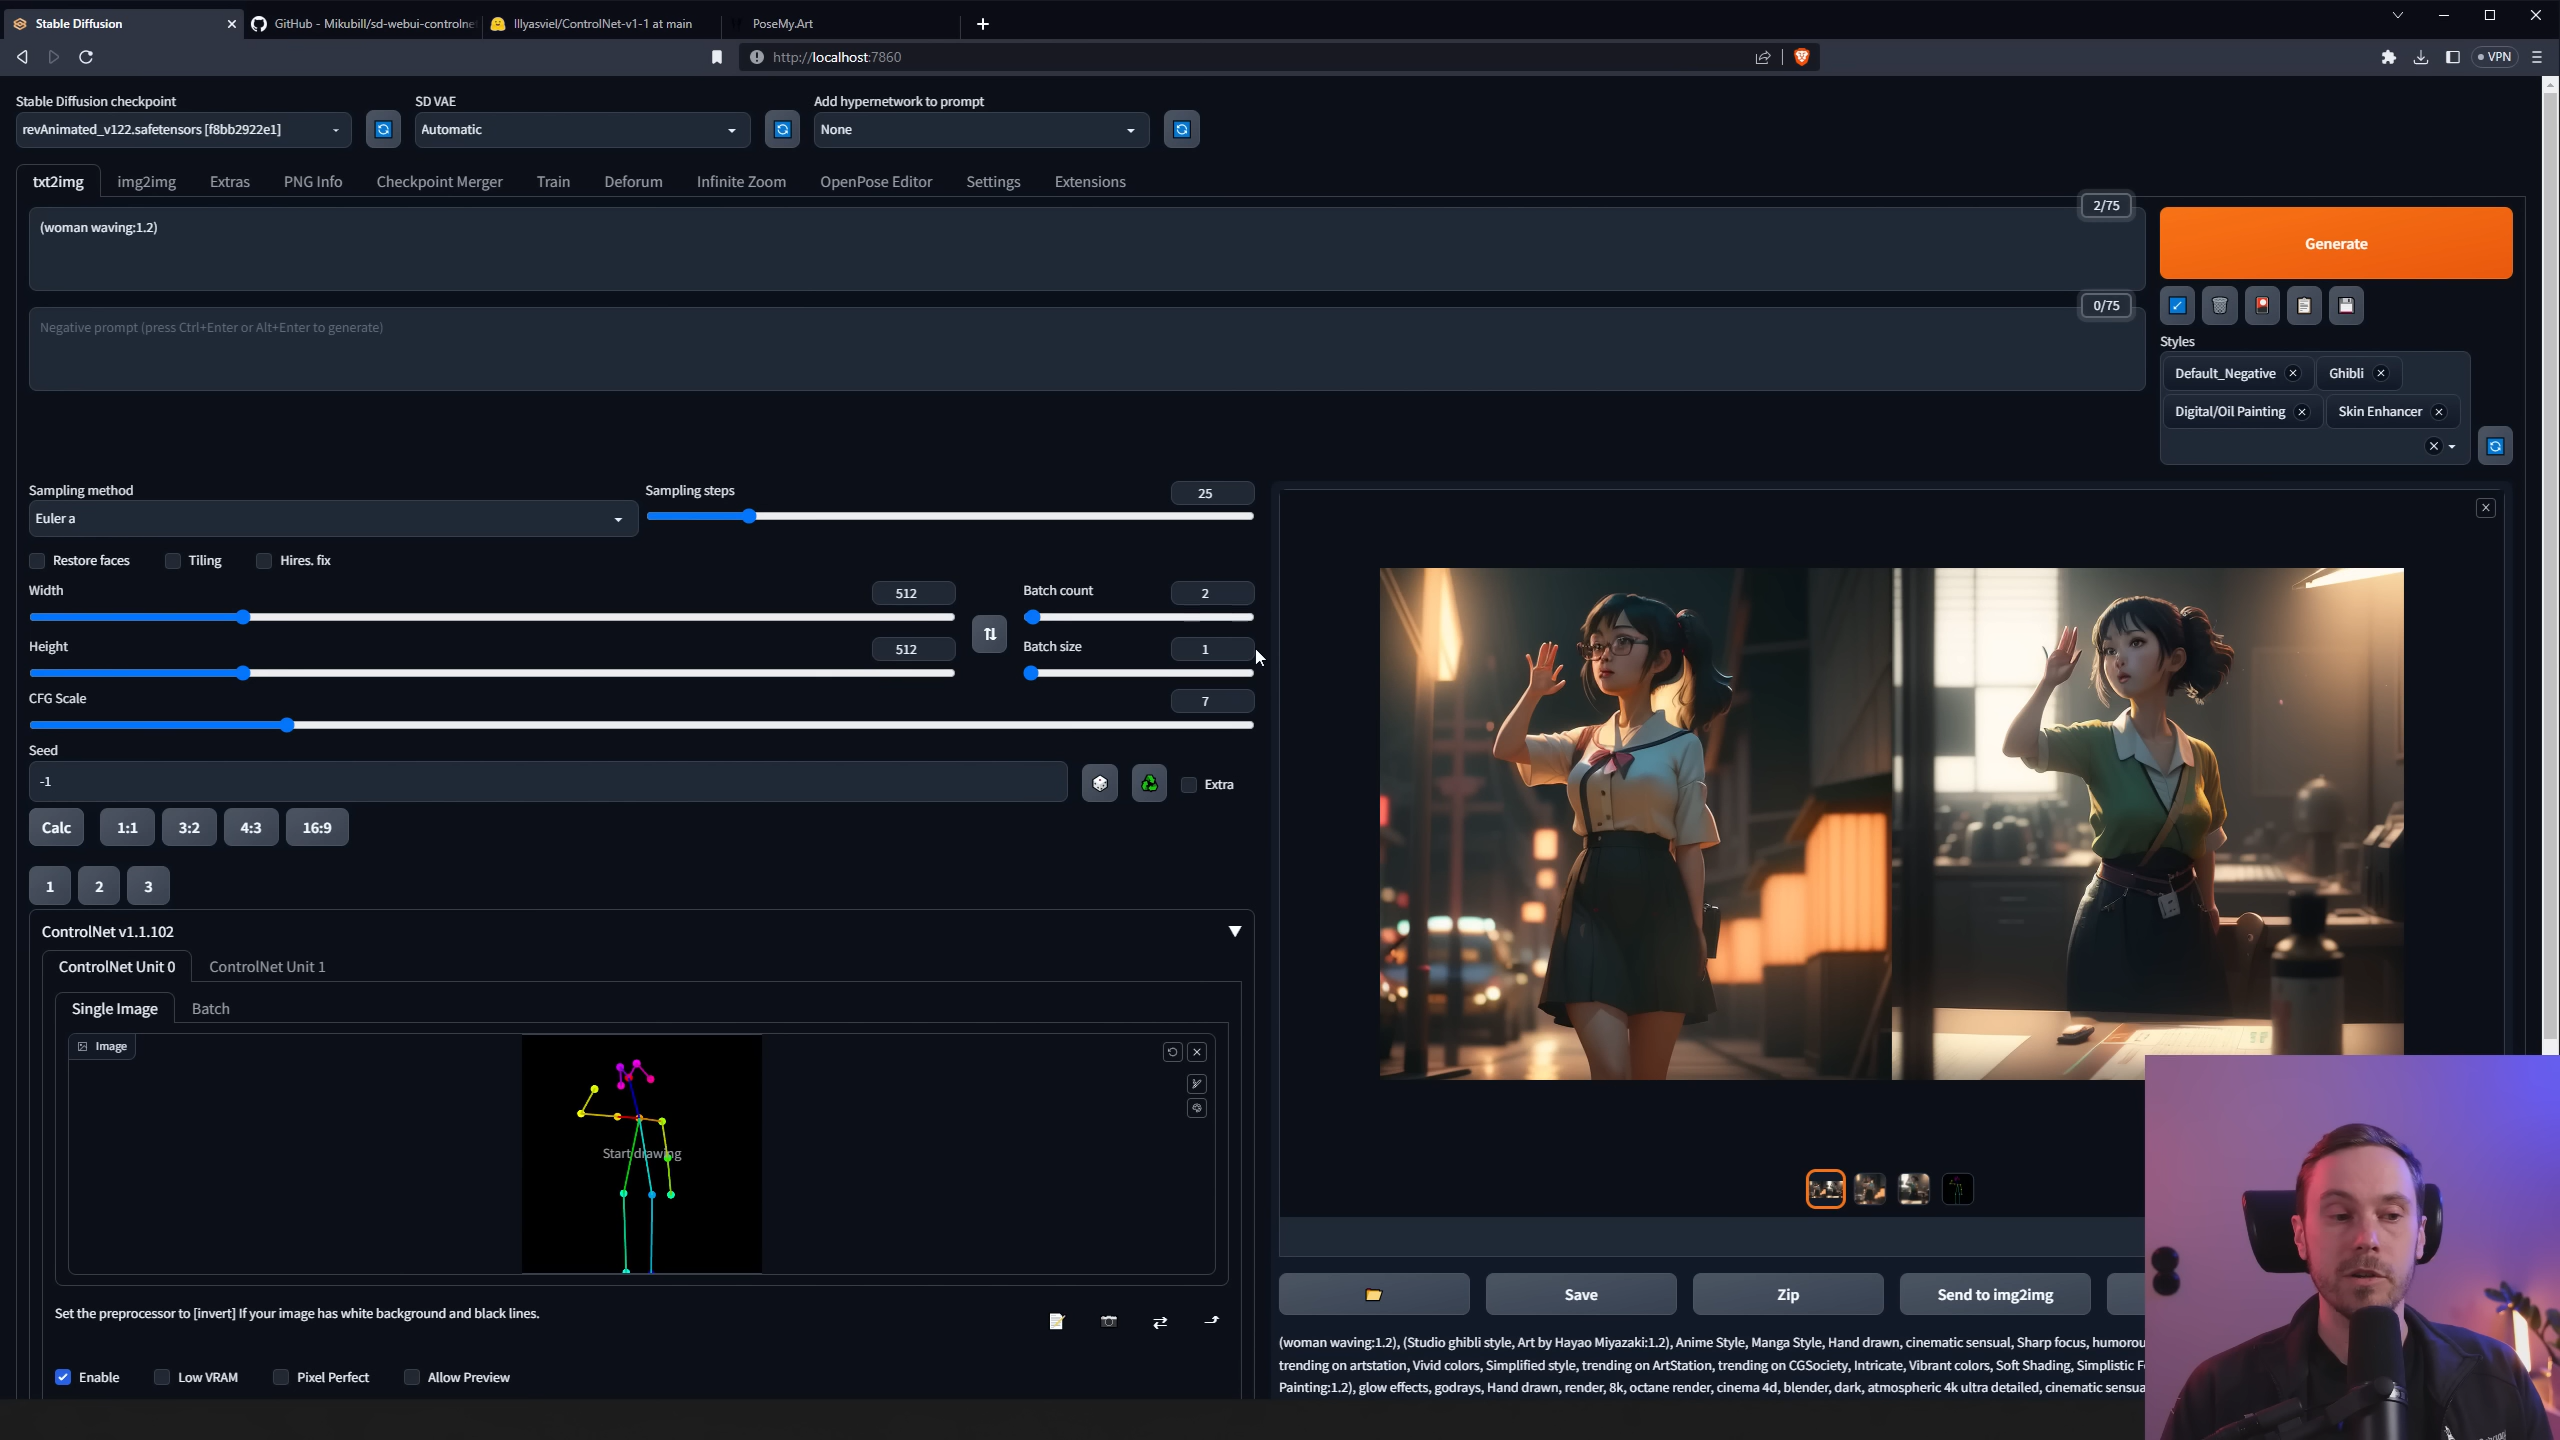 Stable Diffusion
GitHub - Mikubill/sd-webui-controlne
lllyasviel/ControlNet-v1-1 at main
PoseMy.Art
http://localhost:7860
VPN
Stable Diffusion checkpoint
SD VAE
Add hypernetwork to prompt
revAnimated_v122.safetensors [f8bb2922e1]
Automatic
None
txt2img
img2img
Extras
PNG Info
Checkpoint Merger
Train
Deforum
Infinite Zoom
OpenPose Editor
Settings
Extensions
(woman waving:1.2)
2/75
Generate
Negative prompt (press Ctrl+Enter or Alt+Enter to generate)
0/75
Styles
Default_Negative
Ghibli
Digital/Oil Painting
Skin Enhancer
Sampling method
Euler a
Sampling steps
25
Restore faces
Tiling
Hires. fix
Width
512
Batch count
2
Height
512
Batch size
1
CFG Scale
7
Seed
-1
Extra
Calc
1:1
3:2
4:3
16:9
1
2
3
ControlNet v1.1.102
ControlNet Unit 0
ControlNet Unit 1
Single Image
Batch
Image
Start drawing
Set the preprocessor to [invert] If your image has white background and black lines.
Enable
Low VRAM
Pixel Perfect
Allow Preview
Save
Zip
Send to img2img
(woman waving:1.2), (Studio ghibli style, Art by Hayao Miyazaki:1.2), Anime Style, Manga Style, Hand drawn, cinematic sensual, Sharp focus, humorou
trending on artstation, Vivid colors, Simplified style, trending on ArtStation, trending on CGSociety, Intricate, Vibrant colors, Soft Shading, Simplistic F
Painting:1.2), glow effects, godrays, Hand drawn, render, 8k, octane render, cinema 4d, blender, dark, atmospheric 4k ultra detailed, cinematic sensua